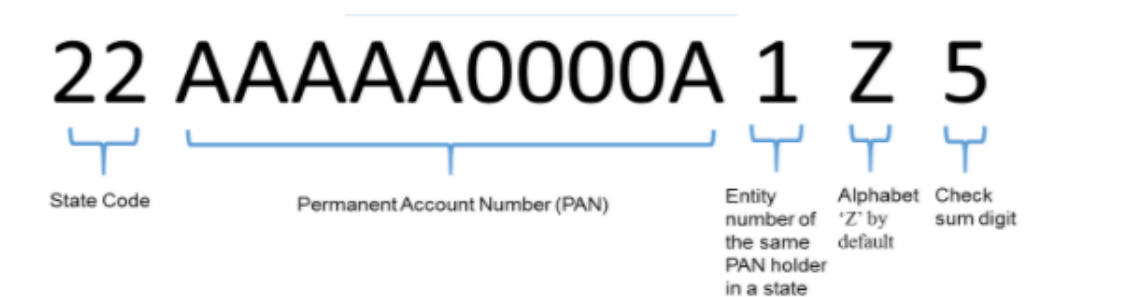 22 AAAAA0000A 1 Z 5
State Code
Permanent Account Number (PAN)
Entity
number of
the same
PAN holder
in a state
Alphabet
‘Z’ by
default
Check
sum digit